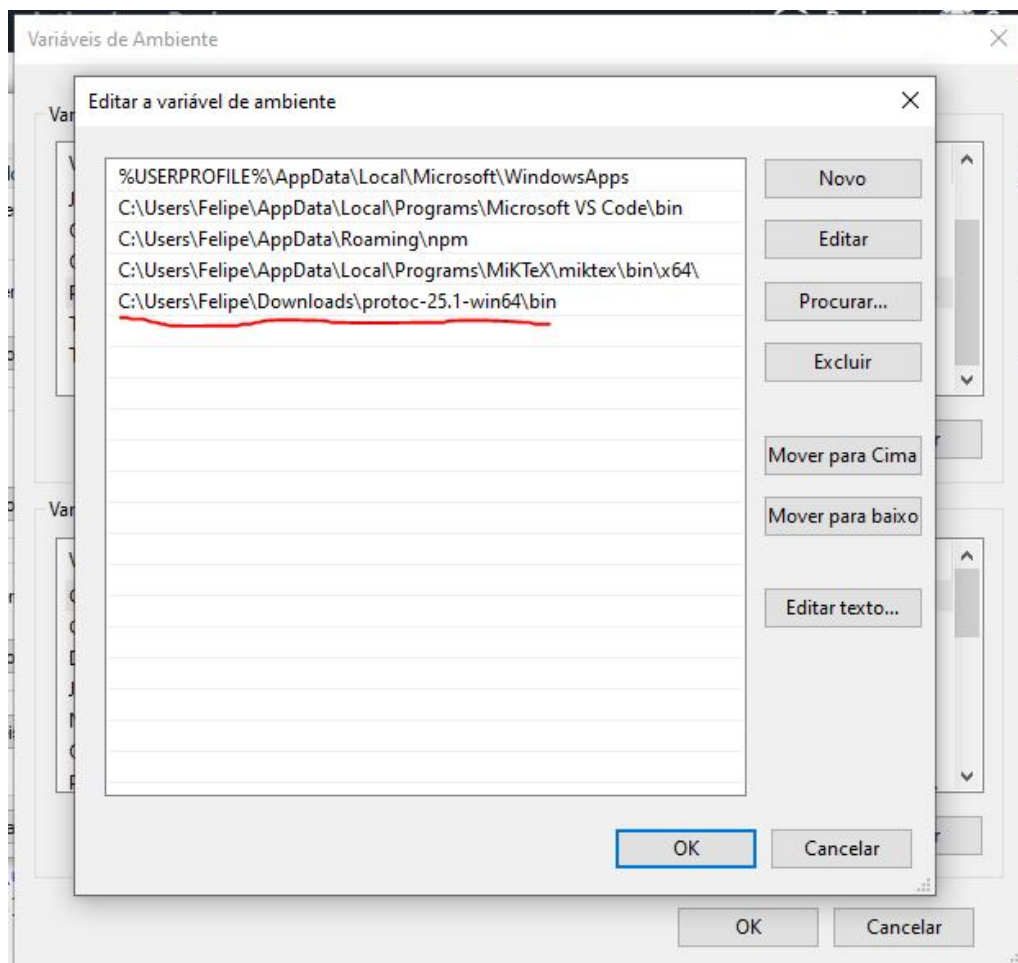 Variáveis de Ambiente
Editar a variável de ambiente
Var
%USERPROFILE%\AppData\Local\Microsoft\WindowsApps
Novo
C:\Users\Felipe\AppData\Local\Programs\Microsoft VS Code\bin
C:\Users\Felipe\AppData\Roaming\npm
Editar
C:\Users\Felipe\AppData\Local\Programs\MiKTeX\miktex\bin\x64\
C:\Users\Felipe\Downloads\protoc-25.1-win64\bin
Procurar...
Excluir
Mover para Cima
Var
Mover para baixo
Editar texto...
OK
Cancelar
OK
Cancelar